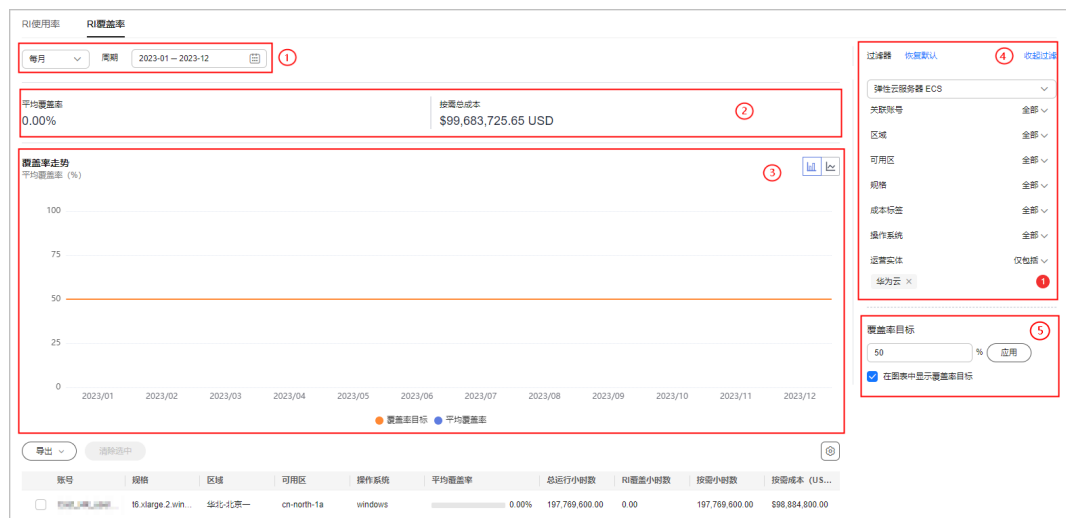 RI使用率 RI覆盖率
每月 周期 2023-01 — 2023-12 ①
平均覆盖率
0.00%
按需总成本
$99,683,725.65 USD
②
覆盖率走势
平均覆盖率（%）
③
100
75
50
25
0
2023/01 2023/02 2023/03 2023/04 2023/05 2023/06 2023/07 2023/08 2023/09 2023/10 2023/11 2023/12
覆盖率目标 平均覆盖率
过滤器 恢复默认 ④ 收起过滤
弹性云服务器 ECS
关联账号 全部
区域 全部
可用区 全部
规格 全部
成本标签 全部
操作系统 全部
运营实体 仅包括
华为云 × 1
覆盖率目标 ⑤
50 % 应用
在图表中显示覆盖率目标
导出 清除选中
账号 规格 区域 可用区 操作系统 平均覆盖率 总运行小时数 RI覆盖小时数 按需小时数 按需成本（US...
t6.xlarge.2.win... 华北-北京一 cn-north-1a windows 0.00% 197,769,600.00 0.00 197,769,600.00 $98,884,800.00